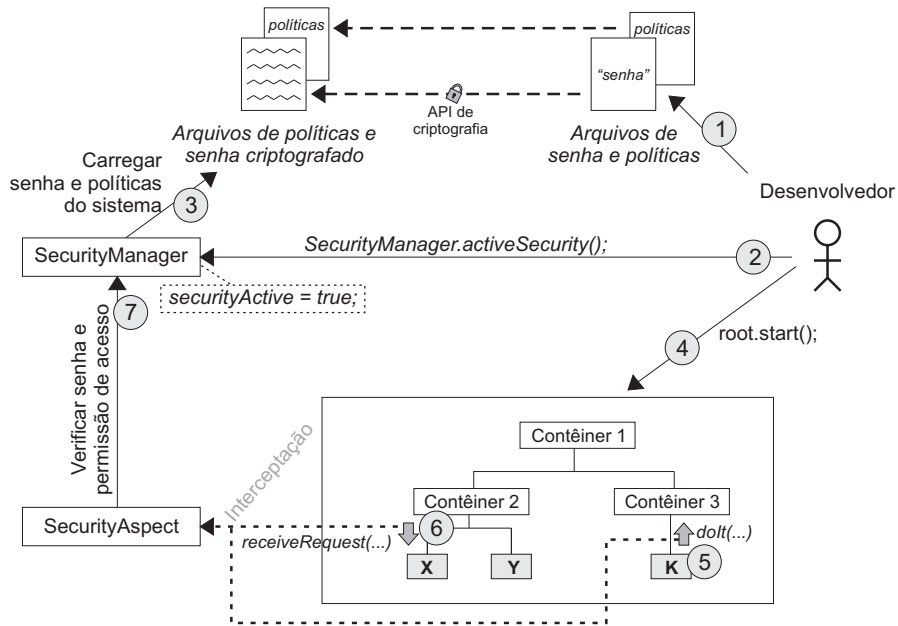 políticas
políticas
"senha"
API de
criptografia
1
Arquivos de políticas e
senha criptografado
Arquivos de
senha e políticas
Carregar
senha e políticas
do sistema
3
Desenvolvedor
SecurityManager
SecurityManager.activeSecurity();
2
securityActive = true;
7
Verificar senha e
permissão de acesso
4
root.start();
Interceptação
Contêiner 1
Contêiner 2
Contêiner 3
SecurityAspect
receiveRequest(...)
6
doIt(...)
X
Y
K
5